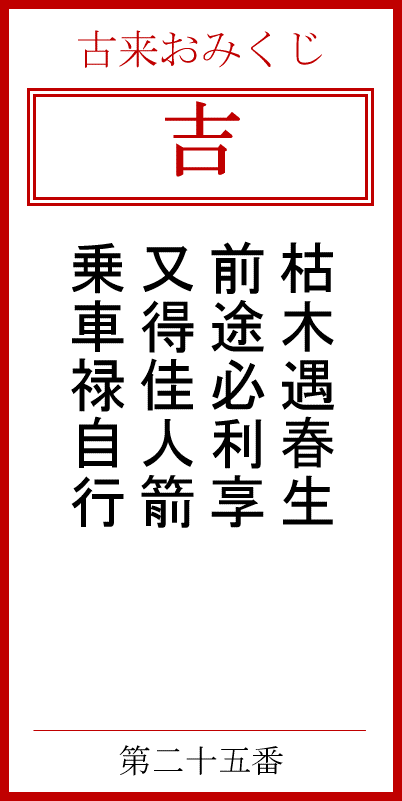 古来おみくじ
吉
枯木遇春生
前途必利享
又得佳人箭
乗車禄自行
第二十五番